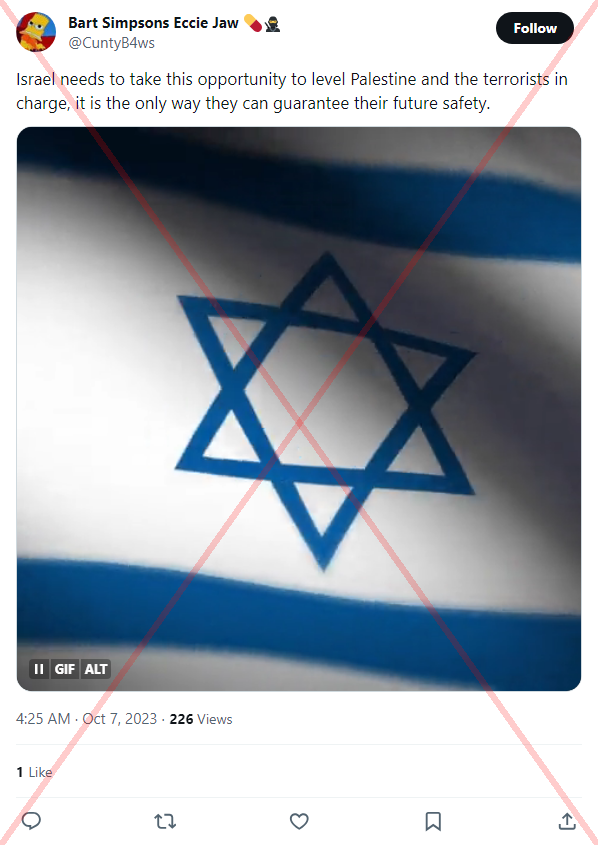 Bart Simpsons Eccie Jaw 💊🥷
@CuntyB4ws
Follow
Israel needs to take this opportunity to level Palestine and the terrorists in
charge, it is the only way they can guarantee their future safety.
GIF ALT
4:25 AM · Oct 7, 2023 · 226 Views
1 Like